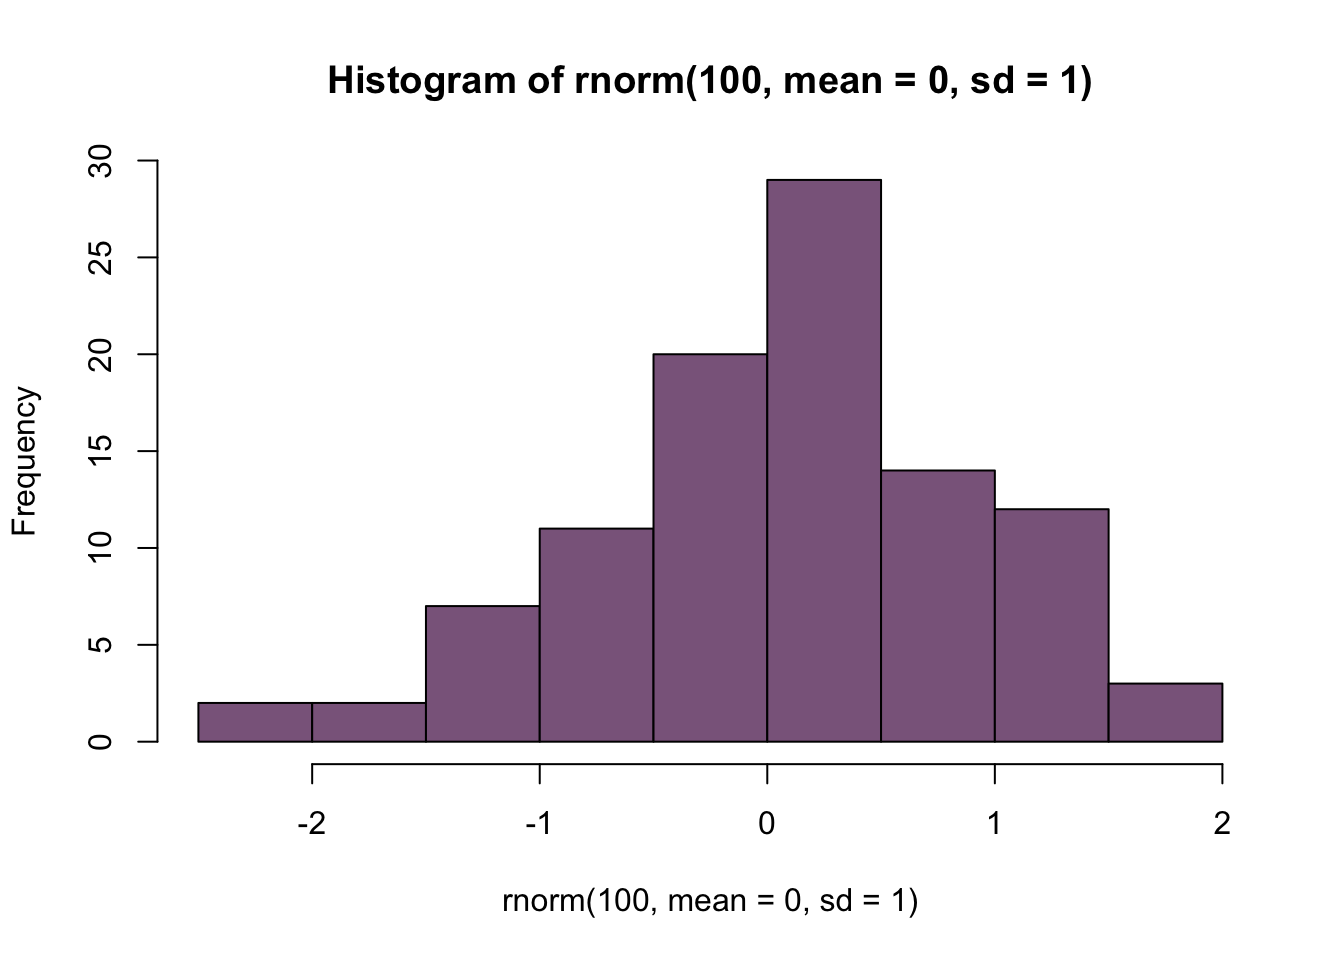 Histogram of rnorm(100, mean = 0, sd = 1)
Frequency
30
25
20
15
10
5
0
-2 -1 0 1 2
rnorm(100, mean = 0, sd = 1)